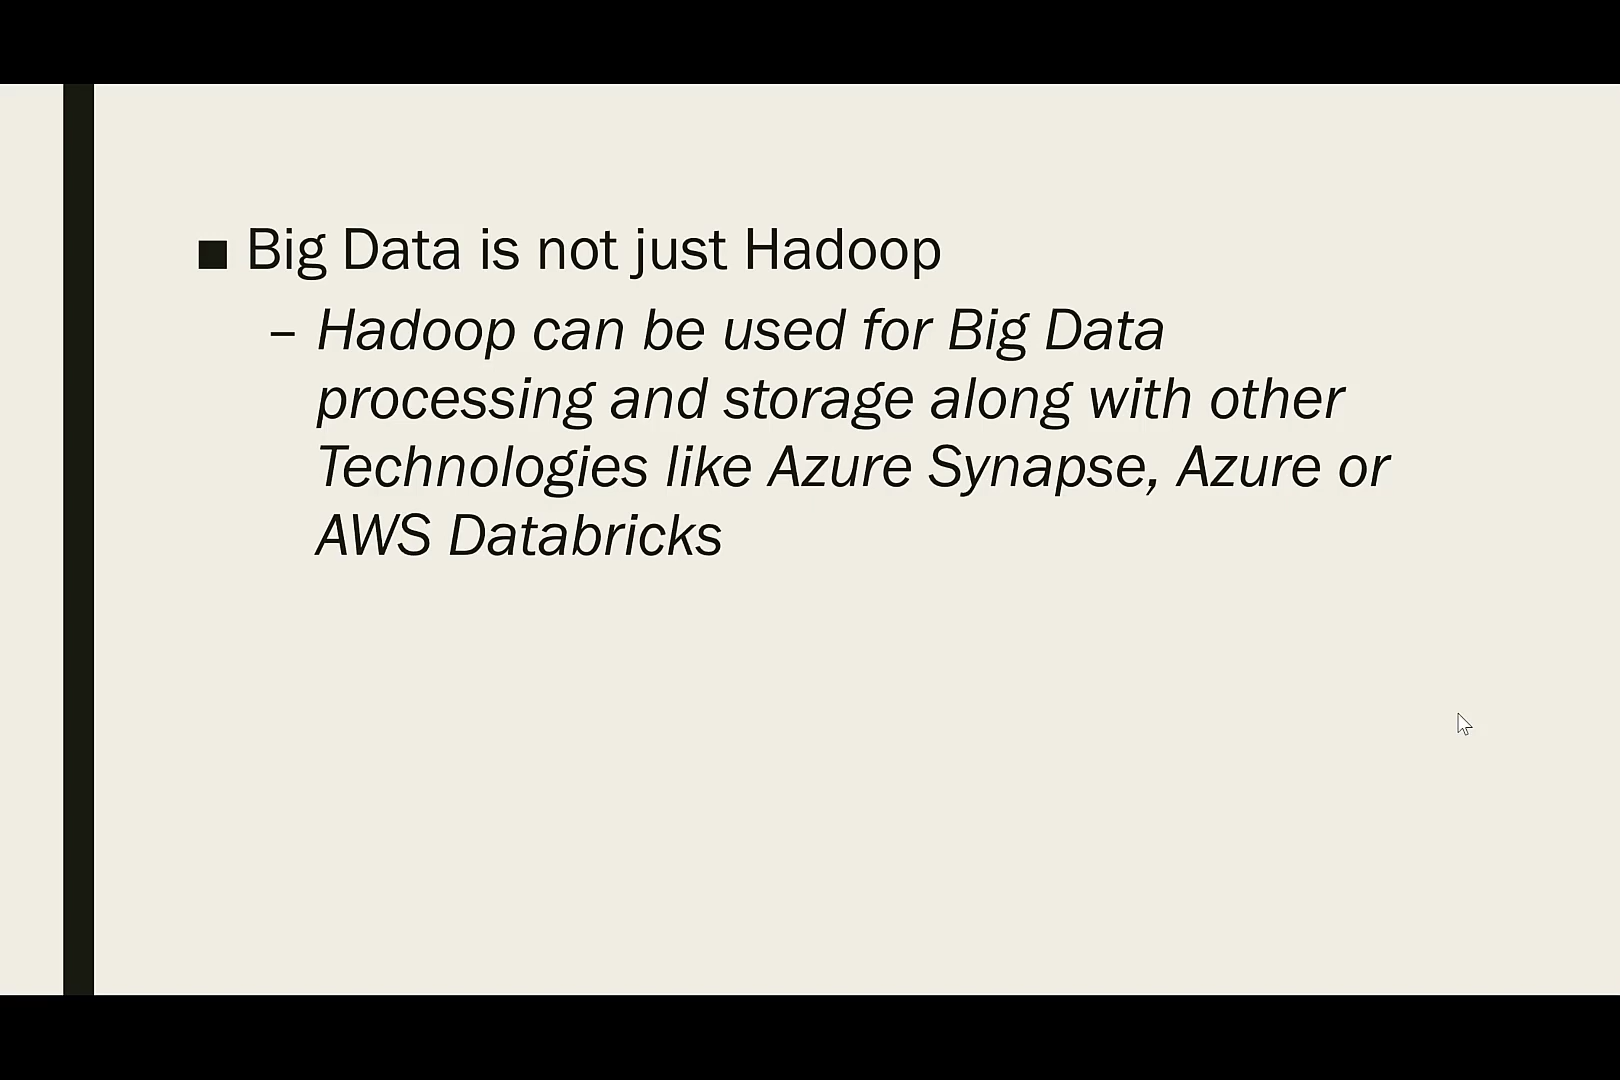 ■ Big Data is not just Hadoop
– Hadoop can be used for Big Data
processing and storage along with other
Technologies like Azure Synapse, Azure or
AWS Databricks